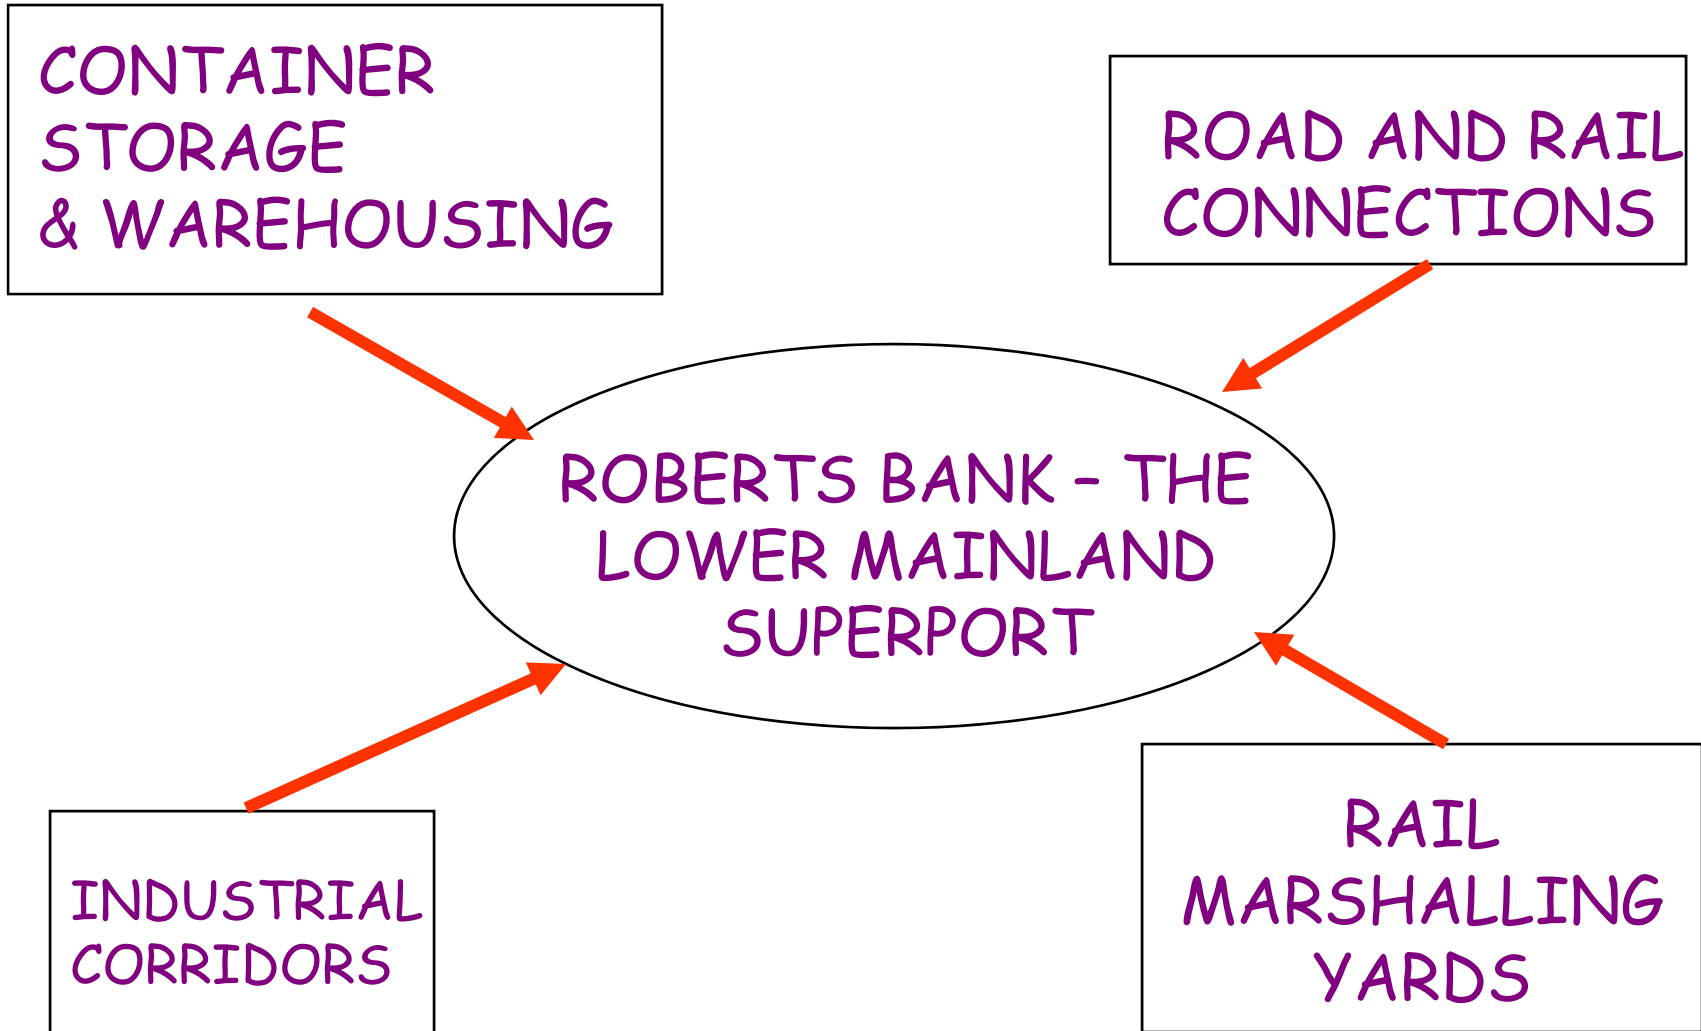 CONTAINER
STORAGE
& WAREHOUSING
ROAD AND RAIL
CONNECTIONS
ROBERTS BANK – THE
LOWER MAINLAND
SUPERPORT
INDUSTRIAL
CORRIDORS
RAIL
MARSHALLING
YARDS